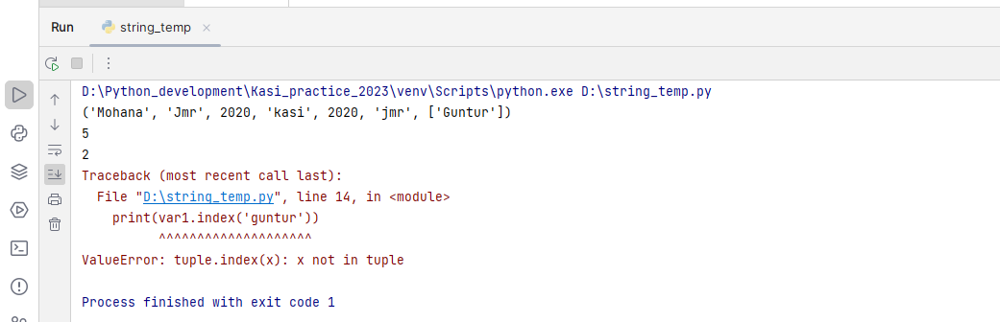 Run string_temp
D:\Python_development\Kasi_practice_2023\venv\Scripts\python.exe D:\string_temp.py
('Mohana', 'Jmr', 2020, 'kasi', 2020, 'jmr', ['Guntur'])
5
2
Traceback (most recent call last):
  File "D:\string_temp.py", line 14, in <module>
    print(var1.index('guntur'))
          ^^^^^^^^^^^^^^^^^^^^
ValueError: tuple.index(x): x not in tuple
Process finished with exit code 1